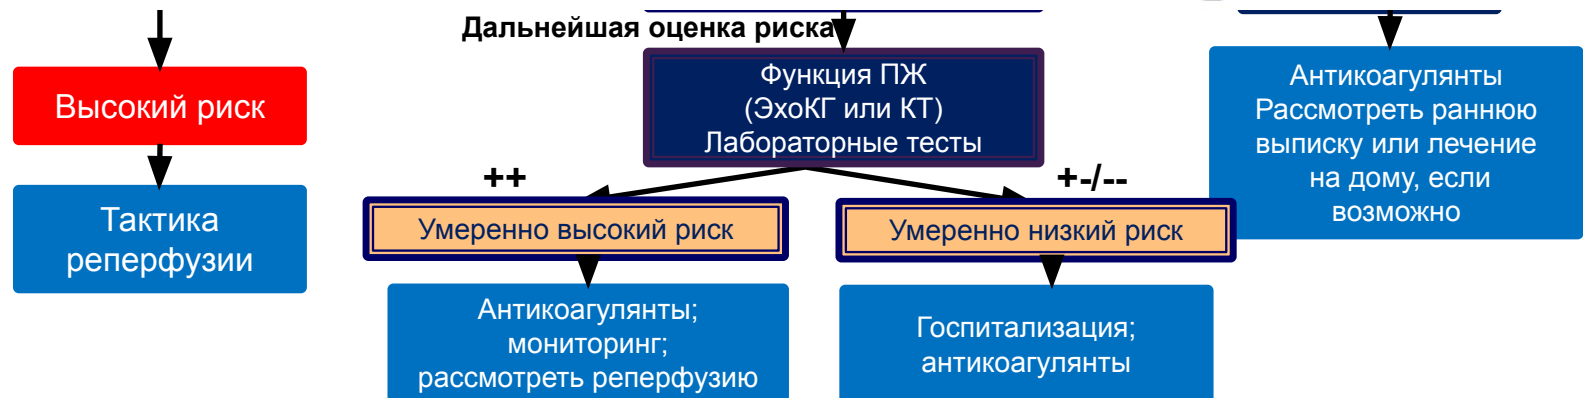 Дальнейшая оценка риска
Высокий риск
Тактика
реперфузии
Функция ПЖ
(ЭхоКГ или КТ)
Лабораторные тесты
++
+-/--
Умеренно высокий риск
Умеренно низкий риск
Антикоагулянты;
мониторинг;
рассмотреть реперфузию
Госпитализация;
антикоагулянты
Антикоагулянты
Рассмотреть раннюю
выписку или лечение
на дому, если
возможно